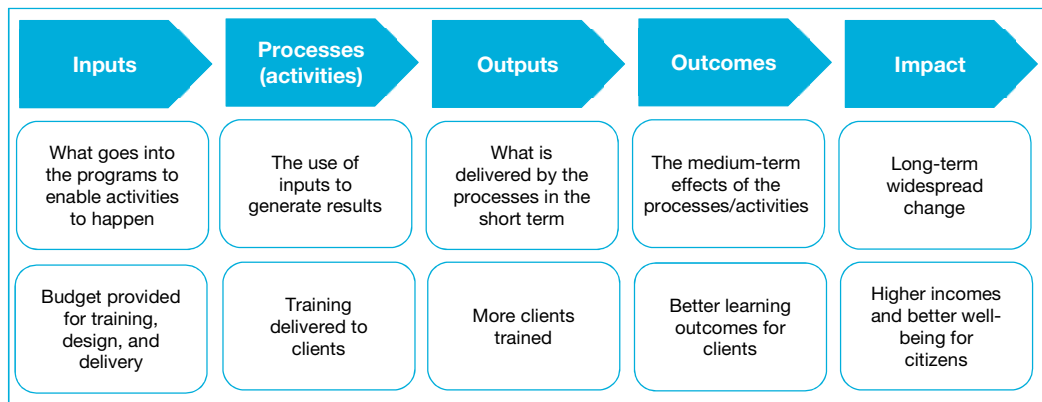 Inputs
Processes
(activities)
Outputs
Outcomes
Impact
What goes into
the programs to
enable activities
to happen
The use of
inputs to
generate results
What is
delivered by the
processes in the
short term
The medium-term
effects of the
processes/activities
Long-term
widespread
change
Budget provided
for training,
design, and
delivery
Training
delivered to
clients
More clients
trained
Better learning
outcomes for
clients
Higher incomes
and better well-
being for
citizens